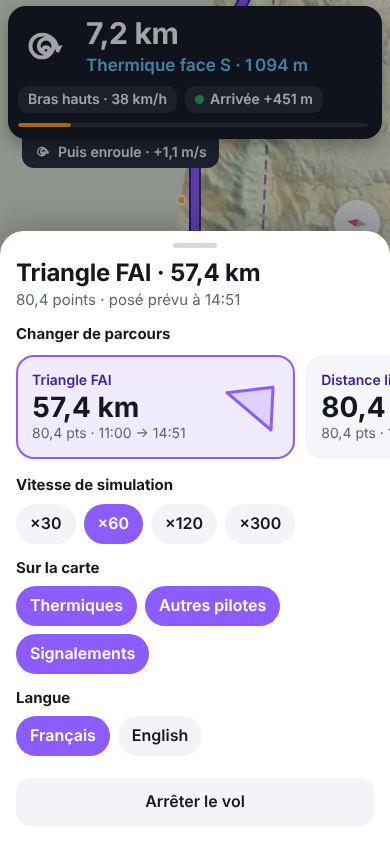 7,2 km
Thermique face S · 1 094 m
Bras hauts · 38 km/h
Arrivée +451 m
Puis enroule · +1,1 m/s
Triangle FAI · 57,4 km
80,4 points · posé prévu à 14:51
Changer de parcours
Triangle FAI
57,4 km
80,4 pts · 11:00 → 14:51
Distance li
80,4
80,4 pts ·
Vitesse de simulation
×30
×60
×120
×300
Sur la carte
Thermiques
Autres pilotes
Signalements
Langue
Français
English
Arrêter le vol